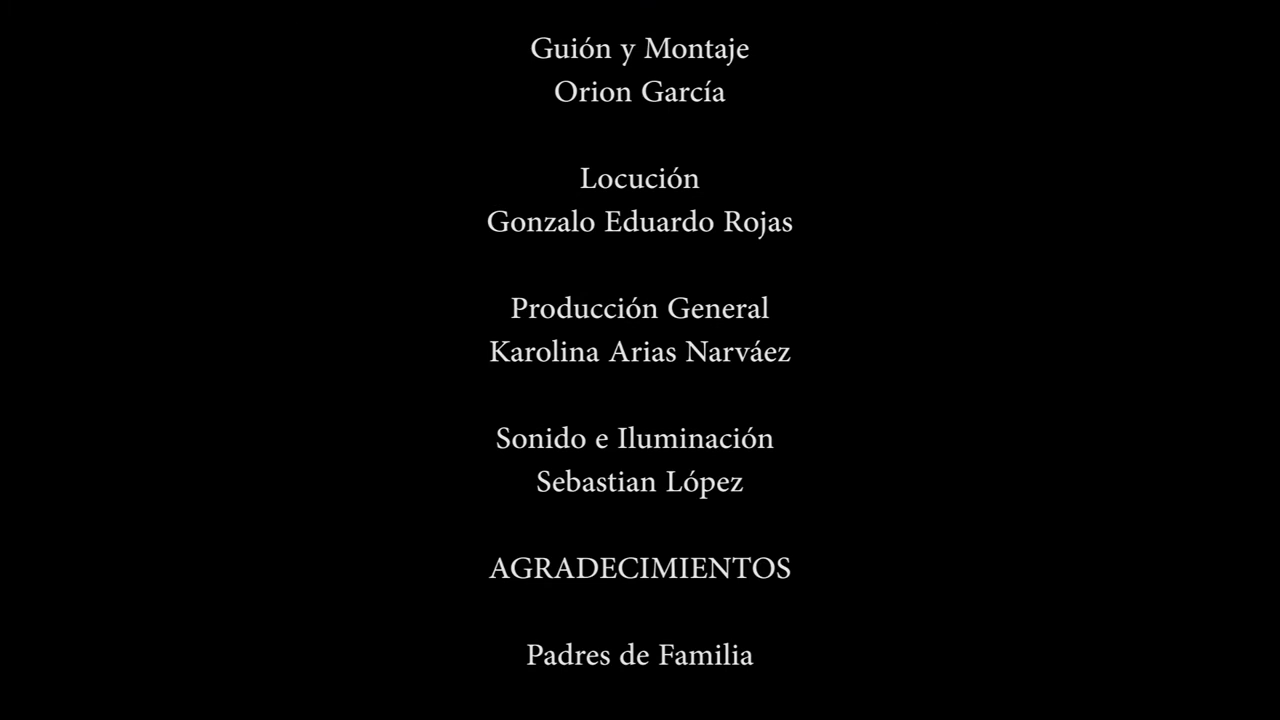 Guión y Montaje
Orion García
Locución
Gonzalo Eduardo Rojas
Producción General
Karolina Arias Narváez
Sonido e Iluminación
Sebastian López
AGRADECIMIENTOS
Padres de Familia